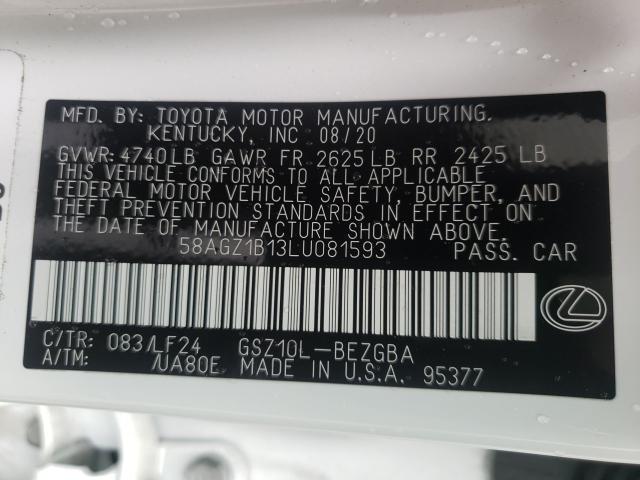 MFD. BY: TOYOTA MOTOR MANUFACTURING.
KENTUCKY, INC 08/20
GVWR: 4740LB GAWR FR 2625LB RR 2425 LB
THIS VEHICLE CONFORMS TO ALL APPLICABLE
FEDERAL MOTOR VEHICLE SAFETY, BUMPER, AND
THEFT PREVENTION STANDARDS IN EFFECT ON
THE DATE OF MANUFACTURE SHOWN ABOVE.
58AGZ1B13LU081593 PASS. CAR
C/TR: 083/LF24 GSZ10L-BEZGBA
A/TM: /UA80E MADE IN U.S.A. 95377